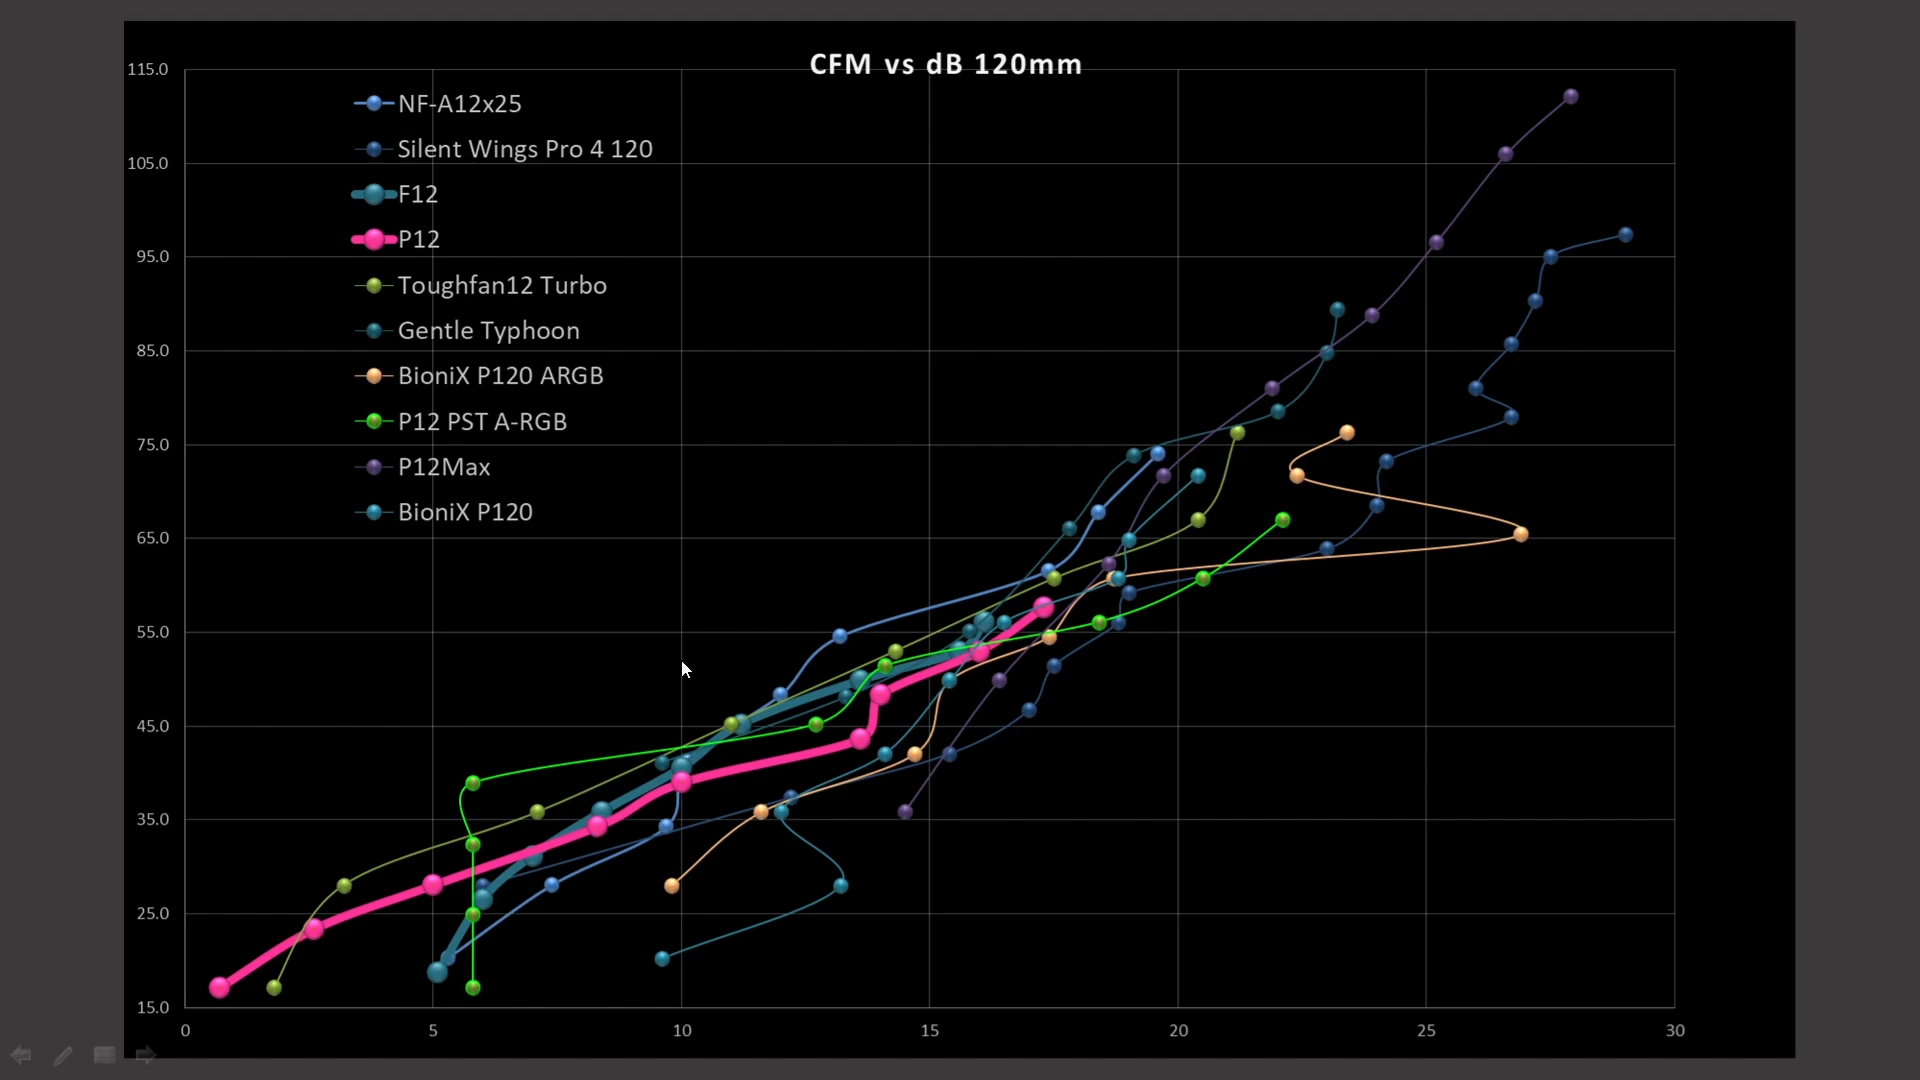 CFM vs dB 120mm
115.0
105.0
95.0
85.0
75.0
65.0
55.0
45.0
35.0
25.0
15.0
NF-A12x25
Silent Wings Pro 4 120
F12
P12
Toughfan12 Turbo
Gentle Typhoon
BioniX P120 ARGB
P12 PST A-RGB
P12Max
BioniX P120
0 5 10 15 20 25 30